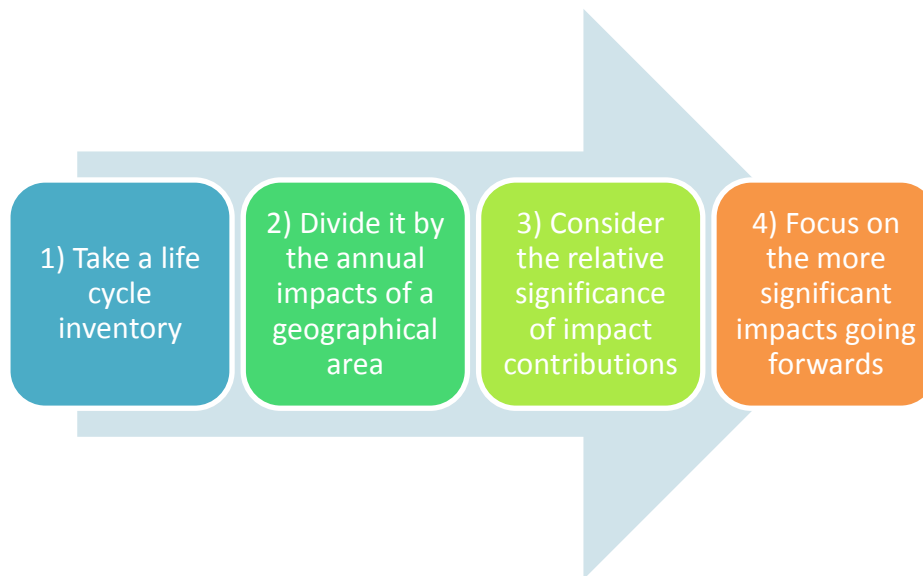 1) Take a life
cycle
inventory
2) Divide it by
the annual
impacts of a
geographical
area
3) Consider
the relative
significance
of impact
contributions
4) Focus on
the more
significant
impacts going
forwards